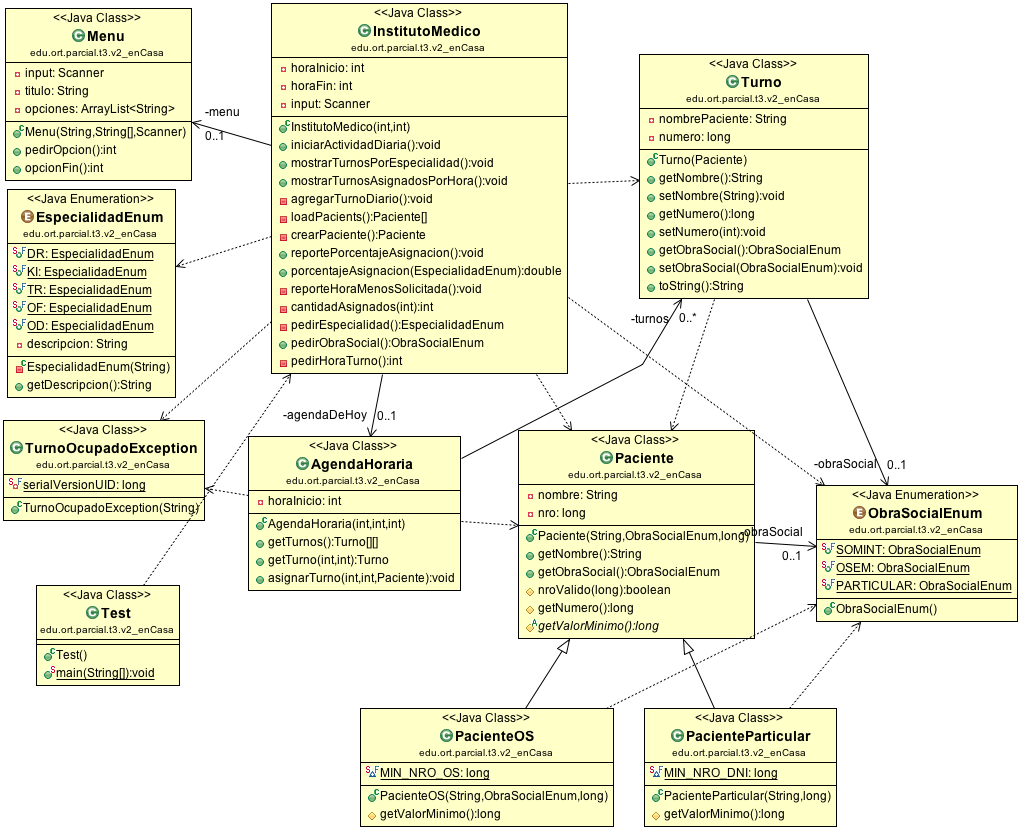 <<Java Class>>
Menu
edu.ort.parcial.t3.v2_enCasa
input: Scanner
titulo: String
opciones: ArrayList<String>
Menu(String,String[],Scanner)
pedirOpcion():int
opcionFin():int
<<Java Class>>
InstitutoMedico
edu.ort.parcial.t3.v2_enCasa
horaInicio: int
horaFin: int
input: Scanner
InstitutoMedico(int,int)
iniciarActividadDiaria():void
mostrarTurnosPorEspecialidad():void
mostrarTurnosAsignadosPorHora():void
agregarTurnoDiario():void
loadPacients():Paciente[]
crearPaciente():Paciente
reportePorcentajeAsignacion():void
porcentajeAsignacion(EspecialidadEnum):double
reporteHoraMenosSolicitada():void
cantidadAsignados(int):int
pedirEspecialidad():EspecialidadEnum
pedirObraSocial():ObraSocialEnum
pedirHoraTurno():int
<<Java Class>>
Turno
edu.ort.parcial.t3.v2_enCasa
nombrePaciente: String
numero: long
Turno(Paciente)
getNombre():String
setNombre(String):void
getNumero():long
setNumero(int):void
getObraSocial():ObraSocialEnum
setObraSocial(ObraSocialEnum):void
toString():String
-menu
0..1
<<Java Enumeration>>
EspecialidadEnum
edu.ort.parcial.t3.v2_enCasa
DR: EspecialidadEnum
KI: EspecialidadEnum
TR: EspecialidadEnum
OF: EspecialidadEnum
OD: EspecialidadEnum
descripcion: String
EspecialidadEnum(String)
getDescripcion():String
-turnos
0..*
-agendaDeHoy
0..1
<<Java Class>>
TurnoOcupadoException
edu.ort.parcial.t3.v2_enCasa
serialVersionUID: long
TurnoOcupadoException(String)
<<Java Class>>
AgendaHoraria
edu.ort.parcial.t3.v2_enCasa
horaInicio: int
AgendaHoraria(int,int,int)
getTurnos():Turno[][]
getTurno(int,int):Turno
asignarTurno(int,int,Paciente):void
<<Java Class>>
Paciente
edu.ort.parcial.t3.v2_enCasa
nombre: String
nro: long
Paciente(String,ObraSocialEnum,long)
getNombre():String
getObraSocial():ObraSocialEnum
nroValido(long):boolean
getNumero():long
getValorMinimo():long
-obraSocial
0..1
-obraSocial
0..1
<<Java Enumeration>>
ObraSocialEnum
edu.ort.parcial.t3.v2_enCasa
SOMINT: ObraSocialEnum
OSEM: ObraSocialEnum
PARTICULAR: ObraSocialEnum
ObraSocialEnum()
<<Java Class>>
Test
edu.ort.parcial.t3.v2_enCasa
Test()
main(String[]):void
<<Java Class>>
PacienteOS
edu.ort.parcial.t3.v2_enCasa
MIN_NRO_OS: long
PacienteOS(String,ObraSocialEnum,long)
getValorMinimo():long
<<Java Class>>
PacienteParticular
edu.ort.parcial.t3.v2_enCasa
MIN_NRO_DNI: long
PacienteParticular(String,long)
getValorMinimo():long